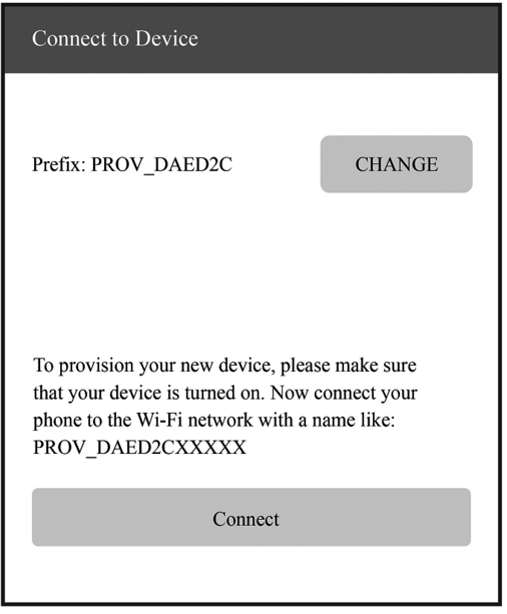 Connect to Device
Prefix: PROV_DAED2C
CHANGE
To provision your new device, please make sure
that your device is turned on. Now connect your
phone to the Wi-Fi network with a name like:
PROV_DAED2CXXXXX
Connect